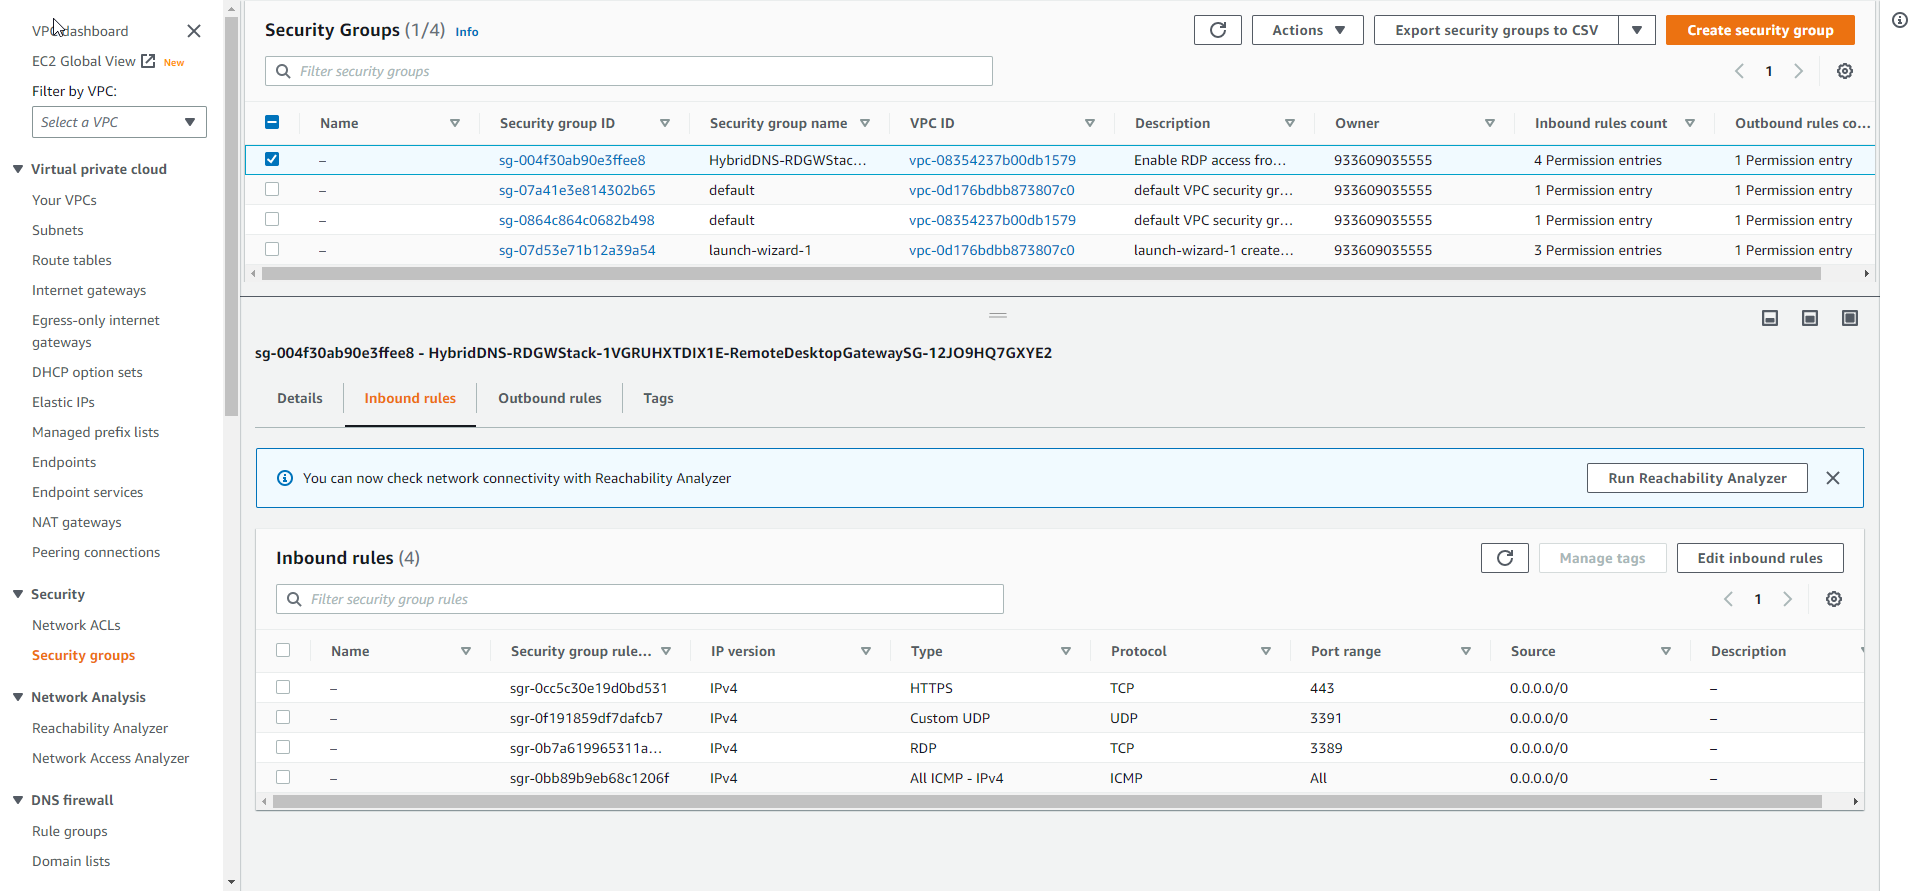 VPC dashboard
EC2 Global View New
Filter by VPC:
Select a VPC
Virtual private cloud
Your VPCs
Subnets
Route tables
Internet gateways
Egress-only internet
gateways
DHCP option sets
Elastic IPs
Managed prefix lists
Endpoints
Endpoint services
NAT gateways
Peering connections
Security
Network ACLs
Security groups
Network Analysis
Reachability Analyzer
Network Access Analyzer
DNS firewall
Rule groups
Domain lists
Security Groups (1/4) Info
Actions
Export security groups to CSV
Create security group
Filter security groups
1
Name Security group ID Security group name VPC ID Description Owner Inbound rules count Outbound rules co...
– sg-004f30ab90e3ffee8 HybridDNS-RDGWStac... vpc-08354237b00db1579 Enable RDP access fro... 933609035555 4 Permission entries 1 Permission entry
– sg-07a41e3e814302b65 default vpc-0d176bdbb873807c0 default VPC security gr... 933609035555 1 Permission entry 1 Permission entry
– sg-0864c864c0682b498 default vpc-08354237b00db1579 default VPC security gr... 933609035555 1 Permission entry 1 Permission entry
– sg-07d53e71b12a39a54 launch-wizard-1 vpc-0d176bdbb873807c0 launch-wizard-1 create... 933609035555 3 Permission entries 1 Permission entry
sg-004f30ab90e3ffee8 - HybridDNS-RDGWStack-1VGRUHXTDIX1E-RemoteDesktopGatewaySG-12JO9HQ7GXYE2
Details Inbound rules Outbound rules Tags
You can now check network connectivity with Reachability Analyzer
Run Reachability Analyzer
Inbound rules (4)
Manage tags
Edit inbound rules
Filter security group rules
1
Name Security group rule... IP version Type Protocol Port range Source Description
– sgr-0cc5c30e19d0bd531 IPv4 HTTPS TCP 443 0.0.0.0/0 –
– sgr-0f191859df7dafcb7 IPv4 Custom UDP UDP 3391 0.0.0.0/0 –
– sgr-0b7a619965311a... IPv4 RDP TCP 3389 0.0.0.0/0 –
– sgr-0bb89b9eb68c1206f IPv4 All ICMP - IPv4 ICMP All 0.0.0.0/0 –